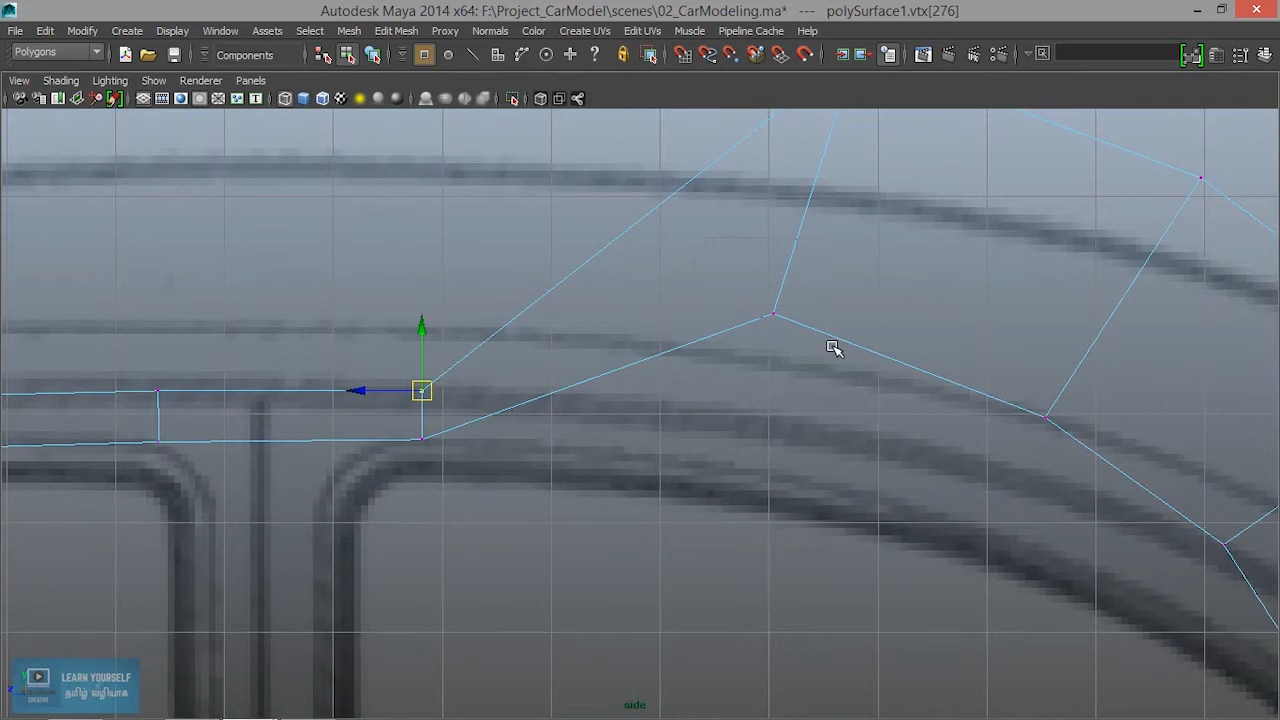 Autodesk Maya 2014 x64: F:\Project_CarModel\scenes\02_CarModeling.ma* --- polySurface1.vtx[276]
File Edit Modify Create Display Window Assets Select Mesh Edit Mesh Proxy Normals Color Create UVs Edit UVs Muscle Pipeline Cache Help
Polygons Components
View Shading Lighting Show Renderer Panels
LEARN YOURSELF
தமிழ் வழியாக
CREATIVE
y
z
side